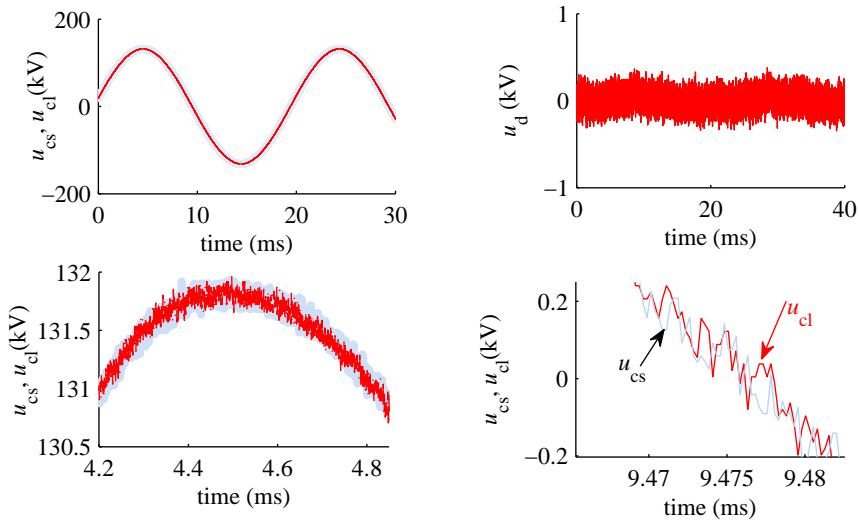 200
0
−200
0
10
20
30
time (ms)
u_cs, u_cl(kV)
1
0
−1
0
20
40
time (ms)
u_d (kV)
132
131.5
131
130.5
4.2
4.4
4.6
4.8
time (ms)
u_cs, u_cl(kV)
0.2
0
−0.2
9.47
9.475
9.48
time (ms)
u_cs, u_cl(kV)
u_cl
u_cs